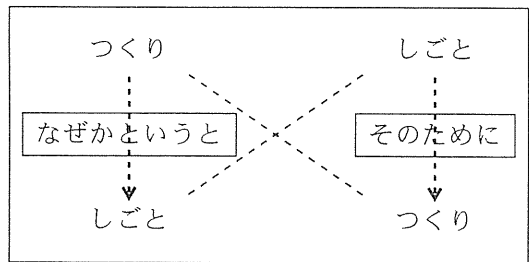 つくり しごと
なぜかというと そのために
しごと つくり